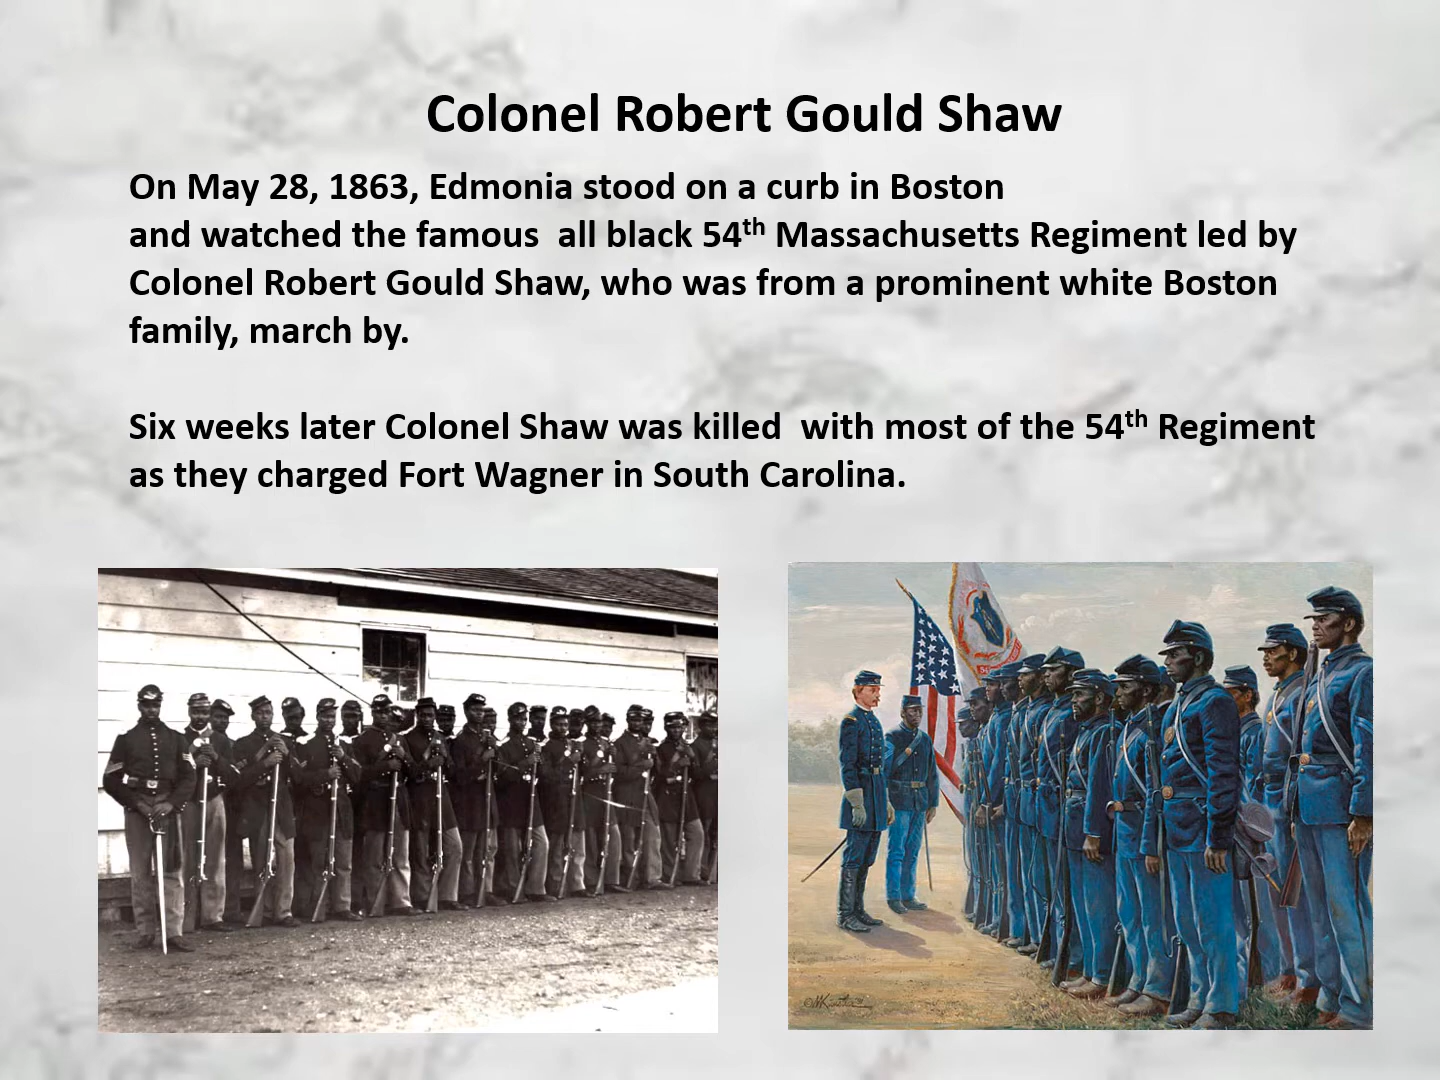 Colonel Robert Gould Shaw
On May 28, 1863, Edmonia stood on a curb in Boston
and watched the famous  all black 54th Massachusetts Regiment led by
Colonel Robert Gould Shaw, who was from a prominent white Boston
family, march by.
Six weeks later Colonel Shaw was killed  with most of the 54th Regiment
as they charged Fort Wagner in South Carolina.